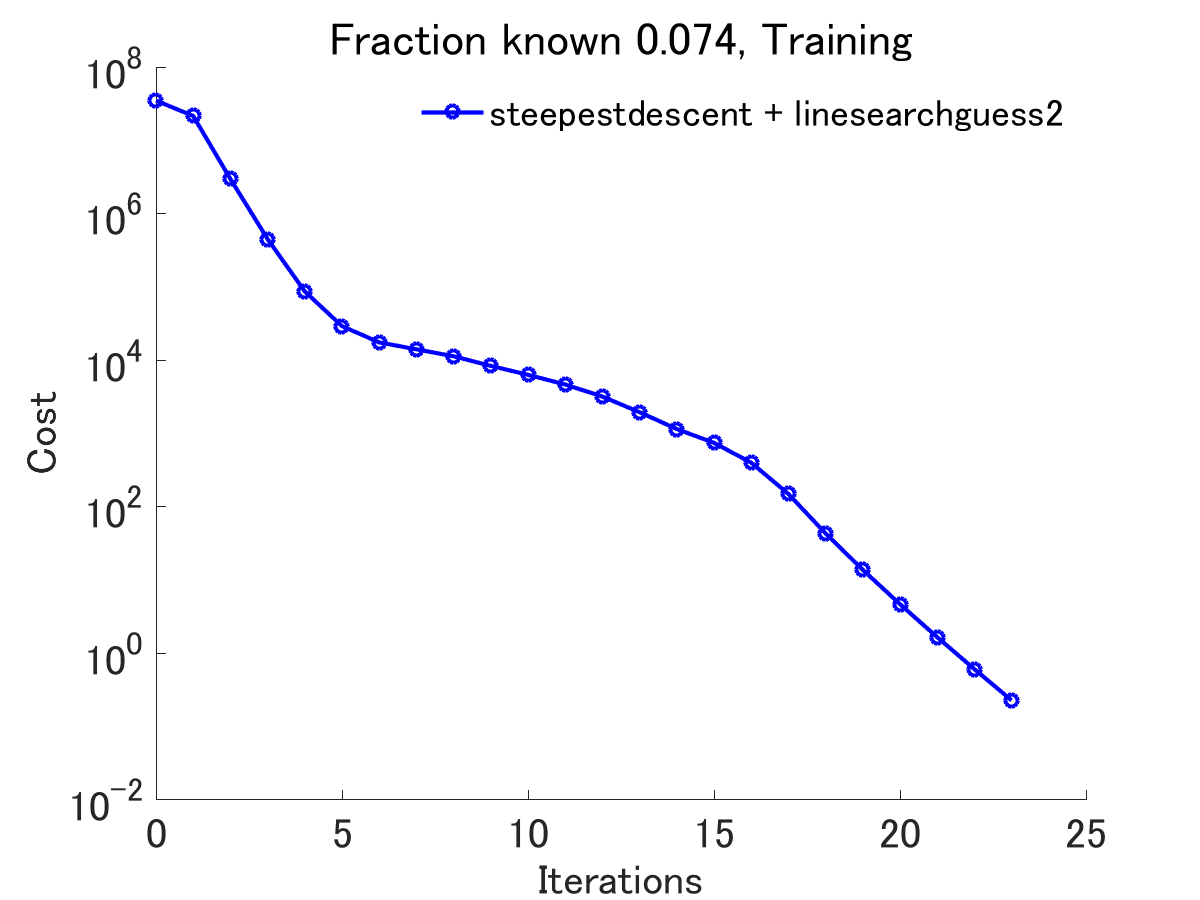 Fraction known 0.074, Training
steepestdescent + linesearchguess2
10^8
10^6
10^4
10^2
10^0
10^-2
Cost
0 5 10 15 20 25
Iterations